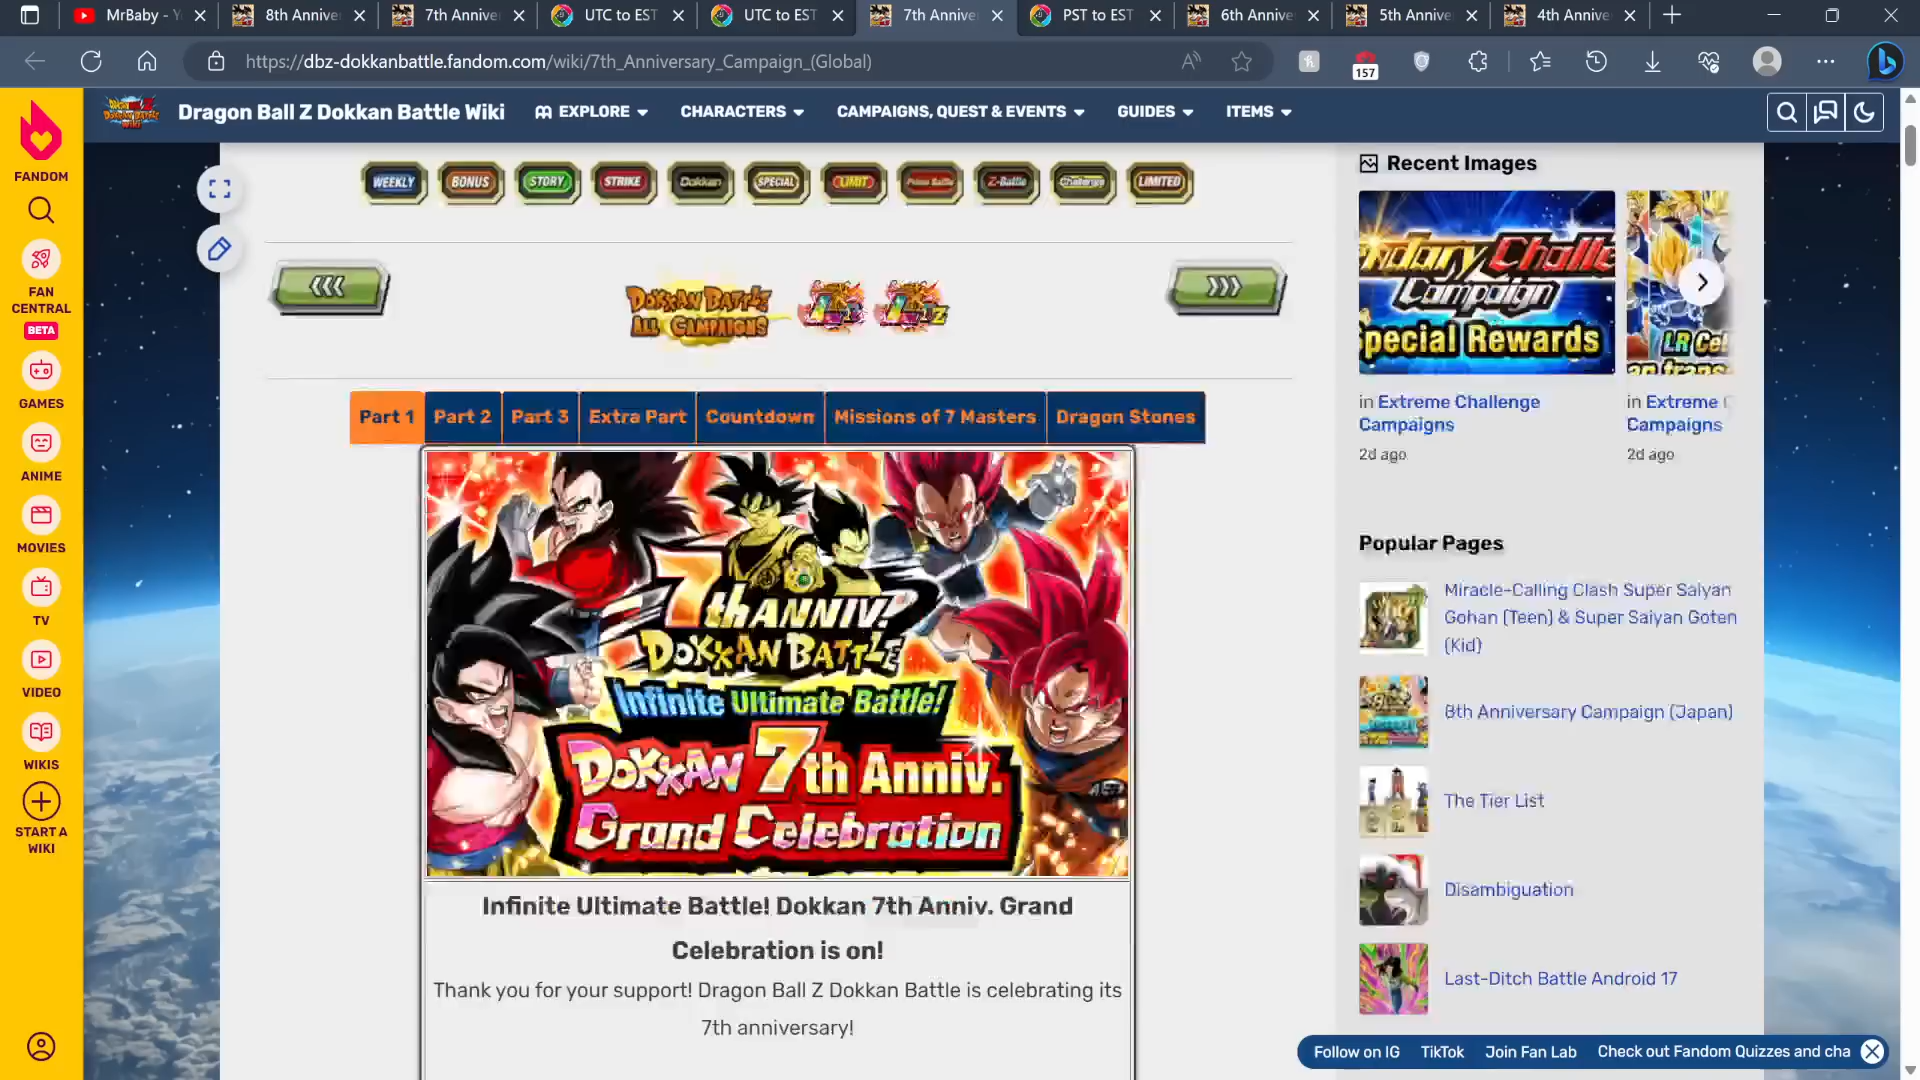 MrBaby - Y
8th Annive
7th Annive
UTC to EST
UTC to EST
7th Annive
PST to EST
6th Annive
5th Annive
4th Annive
https://dbz-dokkanbattle.fandom.com/wiki/7th_Anniversary_Campaign_(Global)
157
Dragon Ball Z Dokkan Battle Wiki
EXPLORE
CHARACTERS
CAMPAIGNS, QUEST & EVENTS
GUIDES
ITEMS
FANDOM
FAN
CENTRAL
BETA
GAMES
ANIME
MOVIES
TV
VIDEO
WIKIS
START A
WIKI
WEEKLY
BONUS
STORY
STRIKE
Dokkan
SPECIAL
LIMIT
Z-Battle
Challenge
LIMITED
DOKKAN BATTLE
ALL CAMPAIGNS
Part 1
Part 2
Part 3
Extra Part
Countdown
Missions of 7 Masters
Dragon Stones
7th ANNIV.
DOKKAN BATTLE
Infinite Ultimate Battle!
DOKKAN 7th Anniv.
Grand Celebration
Infinite Ultimate Battle! Dokkan 7th Anniv. Grand
Celebration is on!
Thank you for your support! Dragon Ball Z Dokkan Battle is celebrating its
7th anniversary!
Recent Images
ndary Challe
Campaign
pecial Rewards
LR Cel
in Extreme Challenge
Campaigns
2d ago
in Extreme C
Campaigns
2d ago
Popular Pages
Miracle-Calling Clash Super Saiyan
Gohan (Teen) & Super Saiyan Goten
(Kid)
8th Anniversary Campaign (Japan)
The Tier List
Disambiguation
Last-Ditch Battle Android 17
Follow on IG
TikTok
Join Fan Lab
Check out Fandom Quizzes and cha